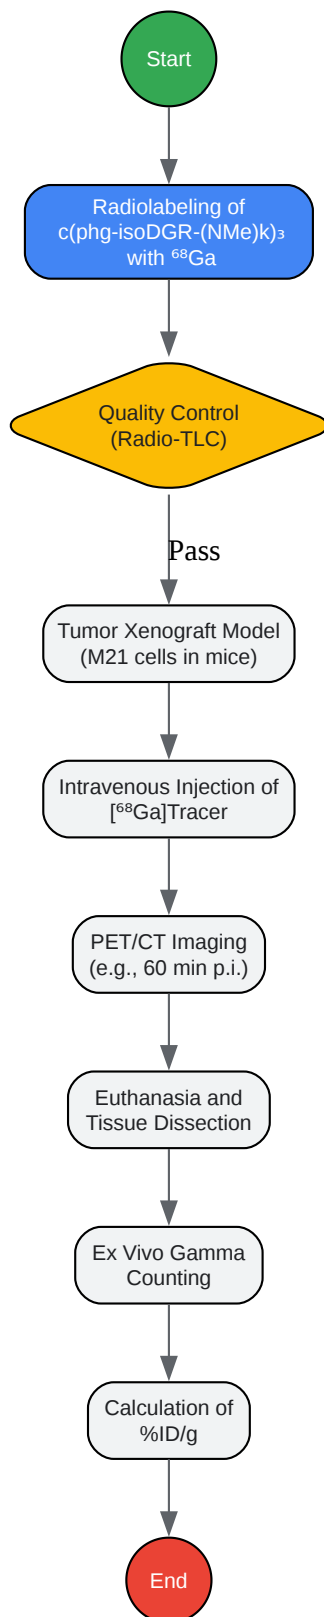 Start
Radiolabeling of
c(phg-isoDGR-(NMe)k)₃
with ⁶⁸Ga
Quality Control
(Radio-TLC)
Pass
Tumor Xenograft Model
(M21 cells in mice)
Intravenous Injection of
[⁶⁸Ga]Tracer
PET/CT Imaging
(e.g., 60 min p.i.)
Euthanasia and
Tissue Dissection
Ex Vivo Gamma
Counting
Calculation of
%ID/g
End